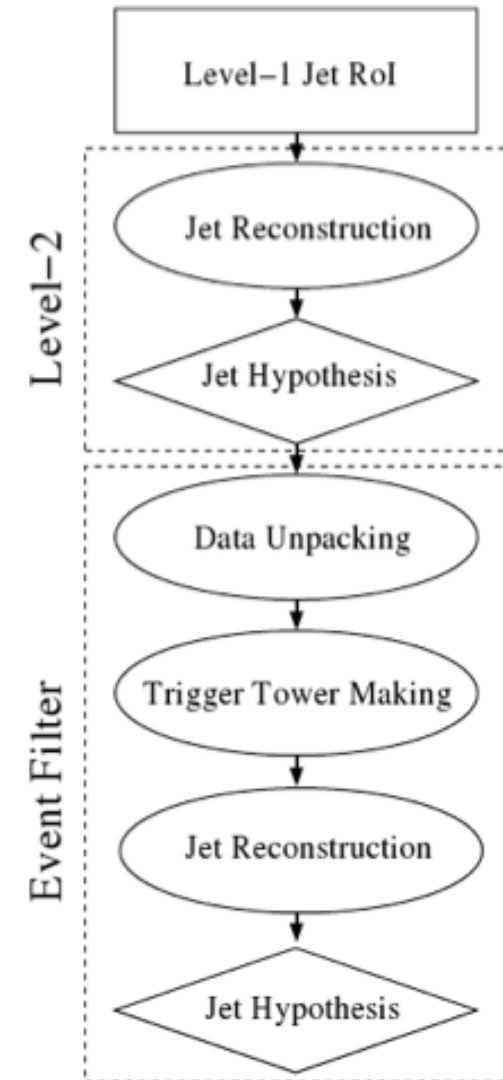 Level−1 Jet RoI
Level−2
Jet Reconstruction
Jet Hypothesis
Event Filter
Data Unpacking
Trigger Tower Making
Jet Reconstruction
Jet Hypothesis